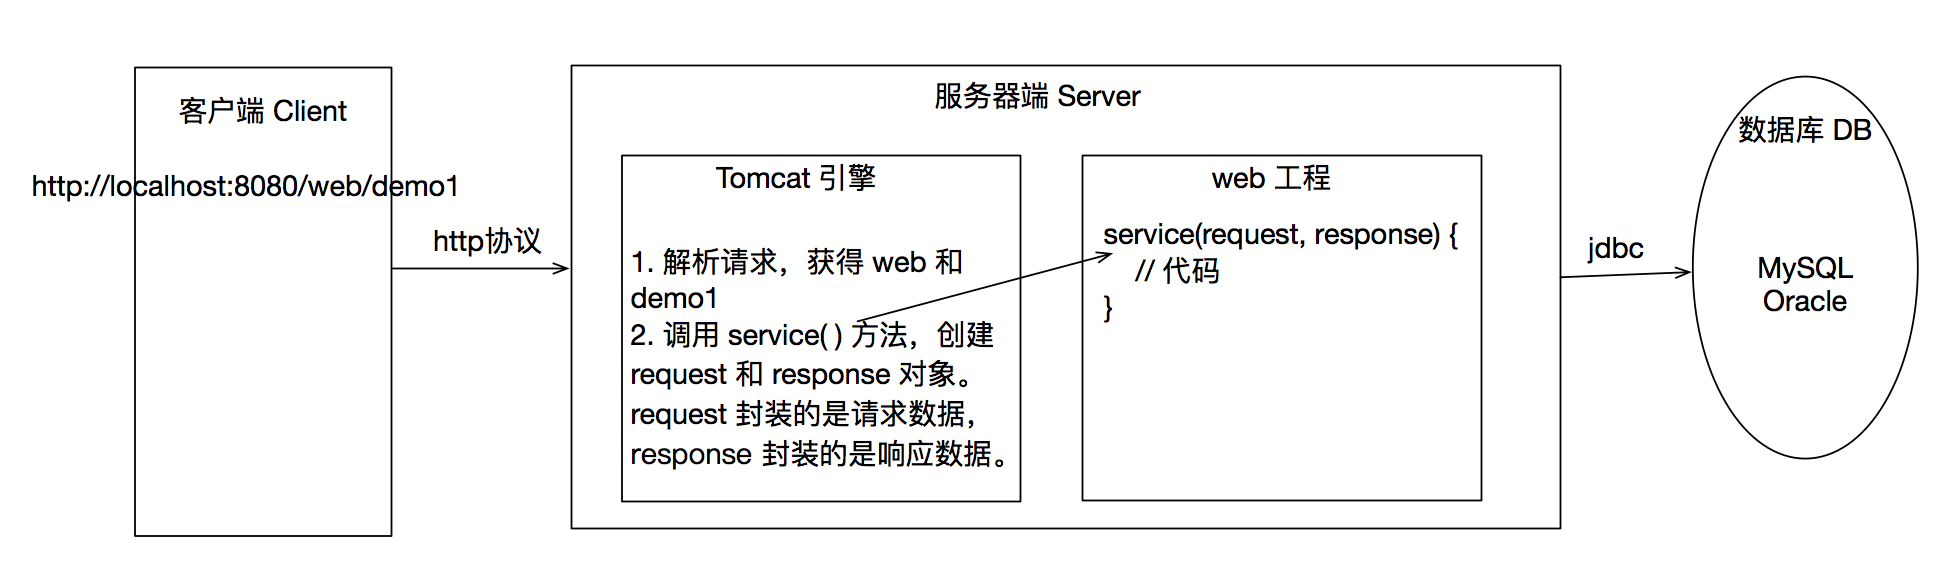 客户端 Client
http://localhost:8080/web/demo1
http协议
服务器端 Server
Tomcat 引擎
1. 解析请求，获得 web 和
demo1
2. 调用 service( ) 方法，创建
request 和 response 对象。
request 封装的是请求数据，
response 封装的是响应数据。
web 工程
service(request, response) {
// 代码
}
jdbc
数据库 DB
MySQL
Oracle